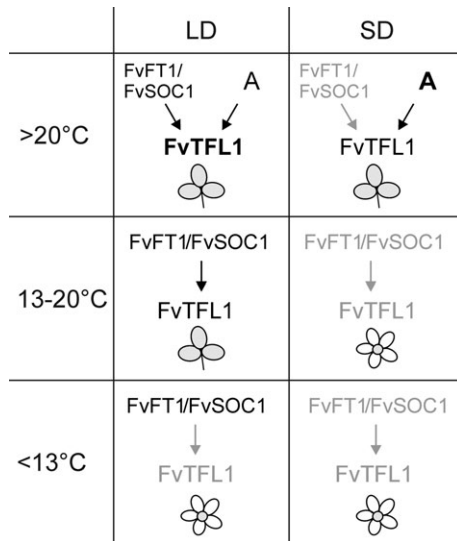 LD
SD
>20°C
FvFT1/
FvSOC1
A
FvTFL1
FvFT1/
FvSOC1
A
FvTFL1
13-20°C
FvFT1/FvSOC1
FvTFL1
FvFT1/FvSOC1
FvTFL1
<13°C
FvFT1/FvSOC1
FvTFL1
FvFT1/FvSOC1
FvTFL1